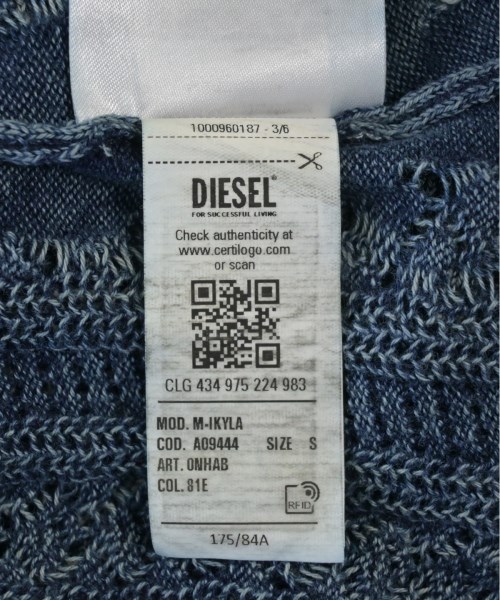 1000960187 - 3/6
DIESEL®
FOR SUCCESSFUL LIVING
Check authenticity at
www.certilogo.com
or scan
CLG 434 975 224 983
MOD. M-IKYLA
COD. A09444 SIZE S
ART. 0NHAB
COL. 81E
RFID
175/84A